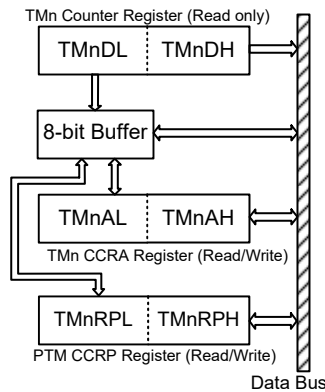 TMn Counter Register (Read only)
TMnDL TMnDH
8-bit Buffer
TMnAL TMnAH
TMn CCRA Register (Read/Write)
TMnRPL TMnRPH
PTM CCRP Register (Read/Write)
Data Bus